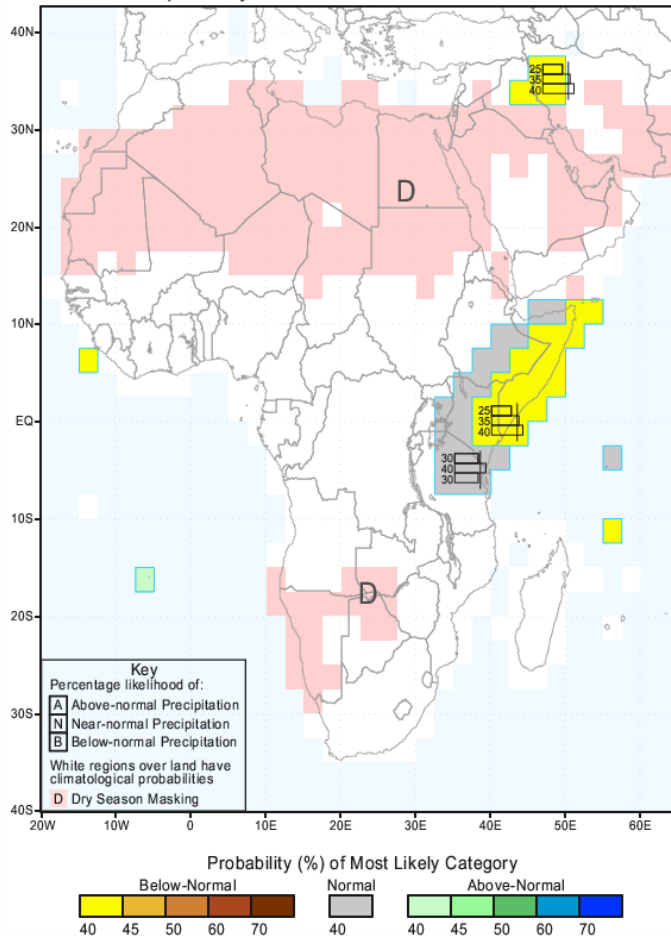 40N
30N
20N
10N
EQ
10S
20S
30S
40S
25
35
40
D
25
35
40
30
40
30
D
Key
Percentage likelihood of:
A Above-normal Precipitation
N Near-normal Precipitation
B Below-normal Precipitation
White regions over land have
climatological probabilities
D Dry Season Masking
20W 10W 0 10E 20E 30E 40E 50E 60E
Probability (%) of Most Likely Category
Below-Normal Normal Above-Normal
40 45 50 60 70 40 40 45 50 60 70